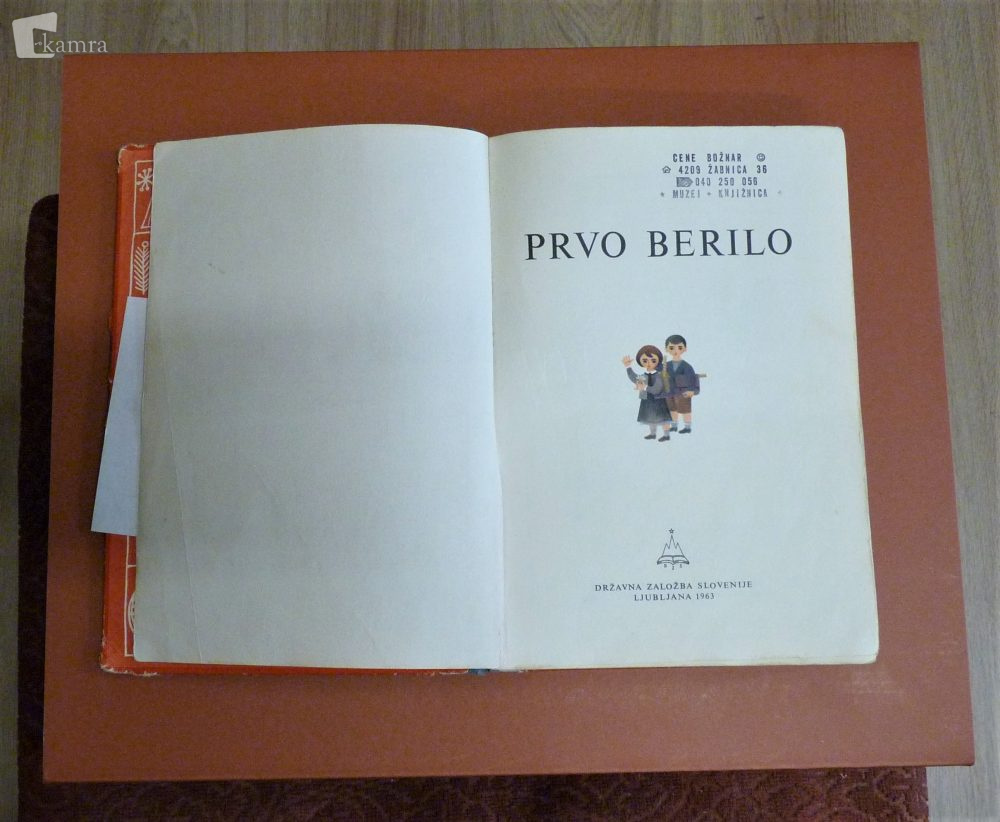 kamra
CENE BOŽNAR
4209 ŽABNICA 36
040 250 056
* MUZEJ + KNJIŽNICA *
PRVO BERILO
DRŽAVNA ZALOŽBA SLOVENIJE
LJUBLJANA 1963